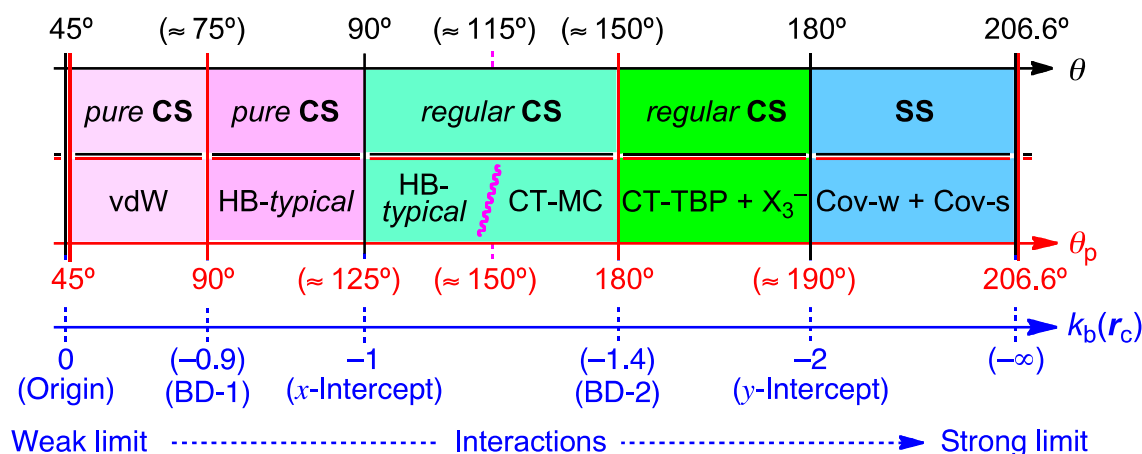 45º (≈ 75º) 90º (≈ 115º) (≈ 150º) 180º 206.6º
θ
pure CS pure CS regular CS regular CS SS
vdW HB-typical HB-typical CT-MC CT-TBP + X₃⁻ Cov-w + Cov-s
θp
45º 90º (≈ 125º) (≈ 150º) 180º (≈ 190º) 206.6º
kb(rc)
0 (−0.9) −1 (−1.4) −2 (−∞)
(Origin) (BD-1) (x-Intercept) (BD-2) (y-Intercept)
Weak limit Interactions Strong limit